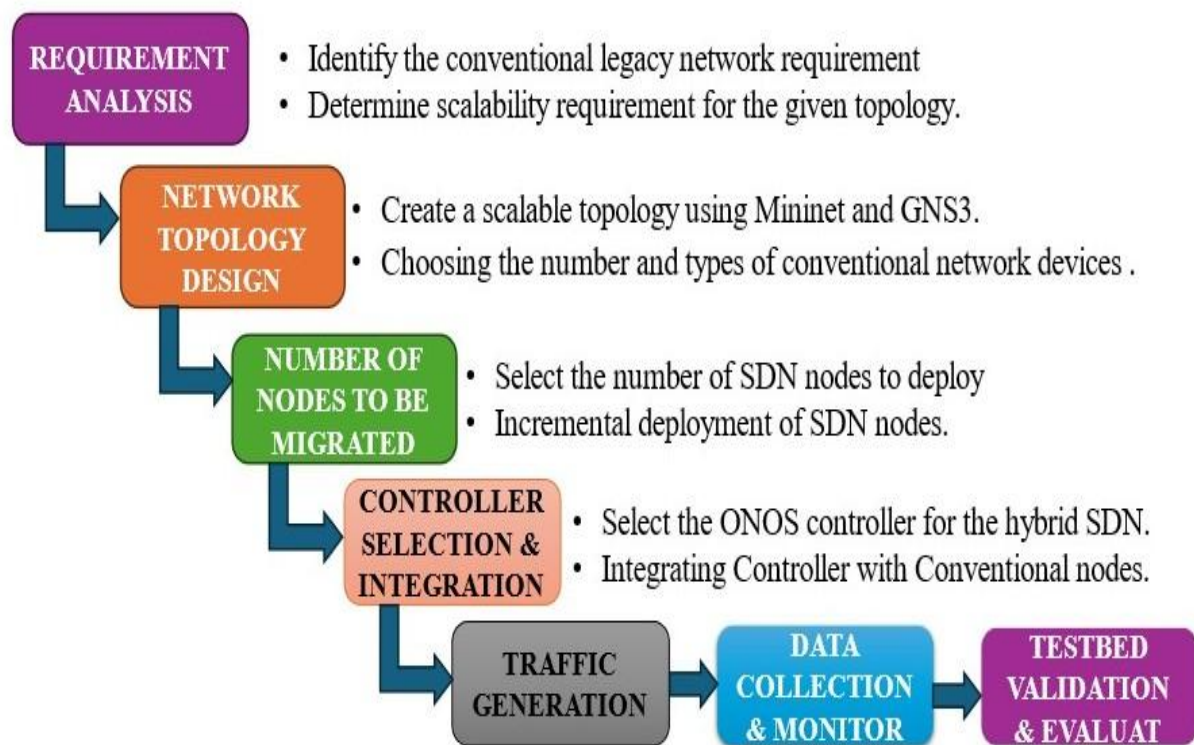 REQUIREMENT
ANALYSIS
• Identify the conventional legacy network requirement
• Determine scalability requirement for the given topology.
NETWORK
TOPOLOGY
DESIGN
• Create a scalable topology using Mininet and GNS3.
• Choosing the number and types of conventional network devices .
NUMBER OF
NODES TO BE
MIGRATED
• Select the number of SDN nodes to deploy
• Incremental deployment of SDN nodes.
CONTROLLER
SELECTION &
INTEGRATION
• Select the ONOS controller for the hybrid SDN.
• Integrating Controller with Conventional nodes.
TRAFFIC
GENERATION
DATA
COLLECTION
& MONITOR
TESTBED
VALIDATION
& EVALUAT